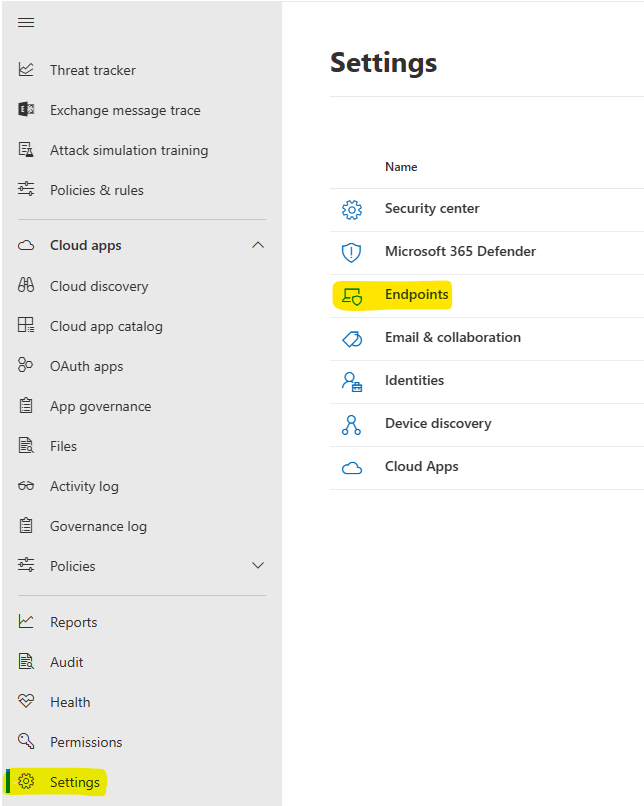 Threat tracker
Exchange message trace
Attack simulation training
Policies & rules
Cloud apps
Cloud discovery
Cloud app catalog
OAuth apps
App governance
Files
Activity log
Governance log
Policies
Reports
Audit
Health
Permissions
Settings
Settings
Name
Security center
Microsoft 365 Defender
Endpoints
Email & collaboration
Identities
Device discovery
Cloud Apps